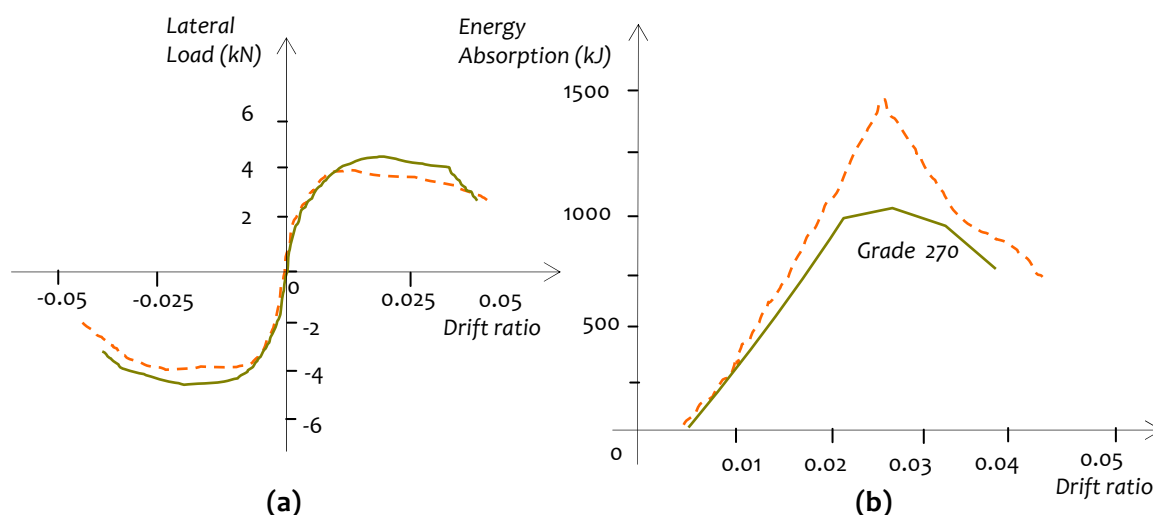 Lateral
Load (kN)
6
4
2
-0.05
-0.025
0
0.025
0.05
Drift ratio
-2
-4
-6
(a)
Energy
Absorption (kJ)
1500
1000
Grade 270
500
0
0.01
0.02
0.03
0.04
0.05
Drift ratio
(b)